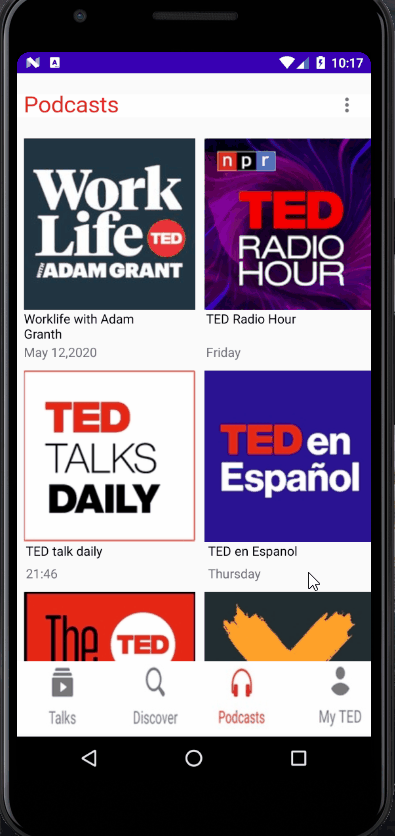 N A 10:17
Podcasts
Work
Life TED
WITH ADAM GRANT
npr
TED
RADIO
HOUR
Worklife with Adam
Granth
May 12,2020
TED Radio Hour
Friday
TED
TALKS
DAILY
TED en
Español
TED talk daily
21:46
TED en Espanol
Thursday
The TED
Talks
Discover
Podcasts
My TED